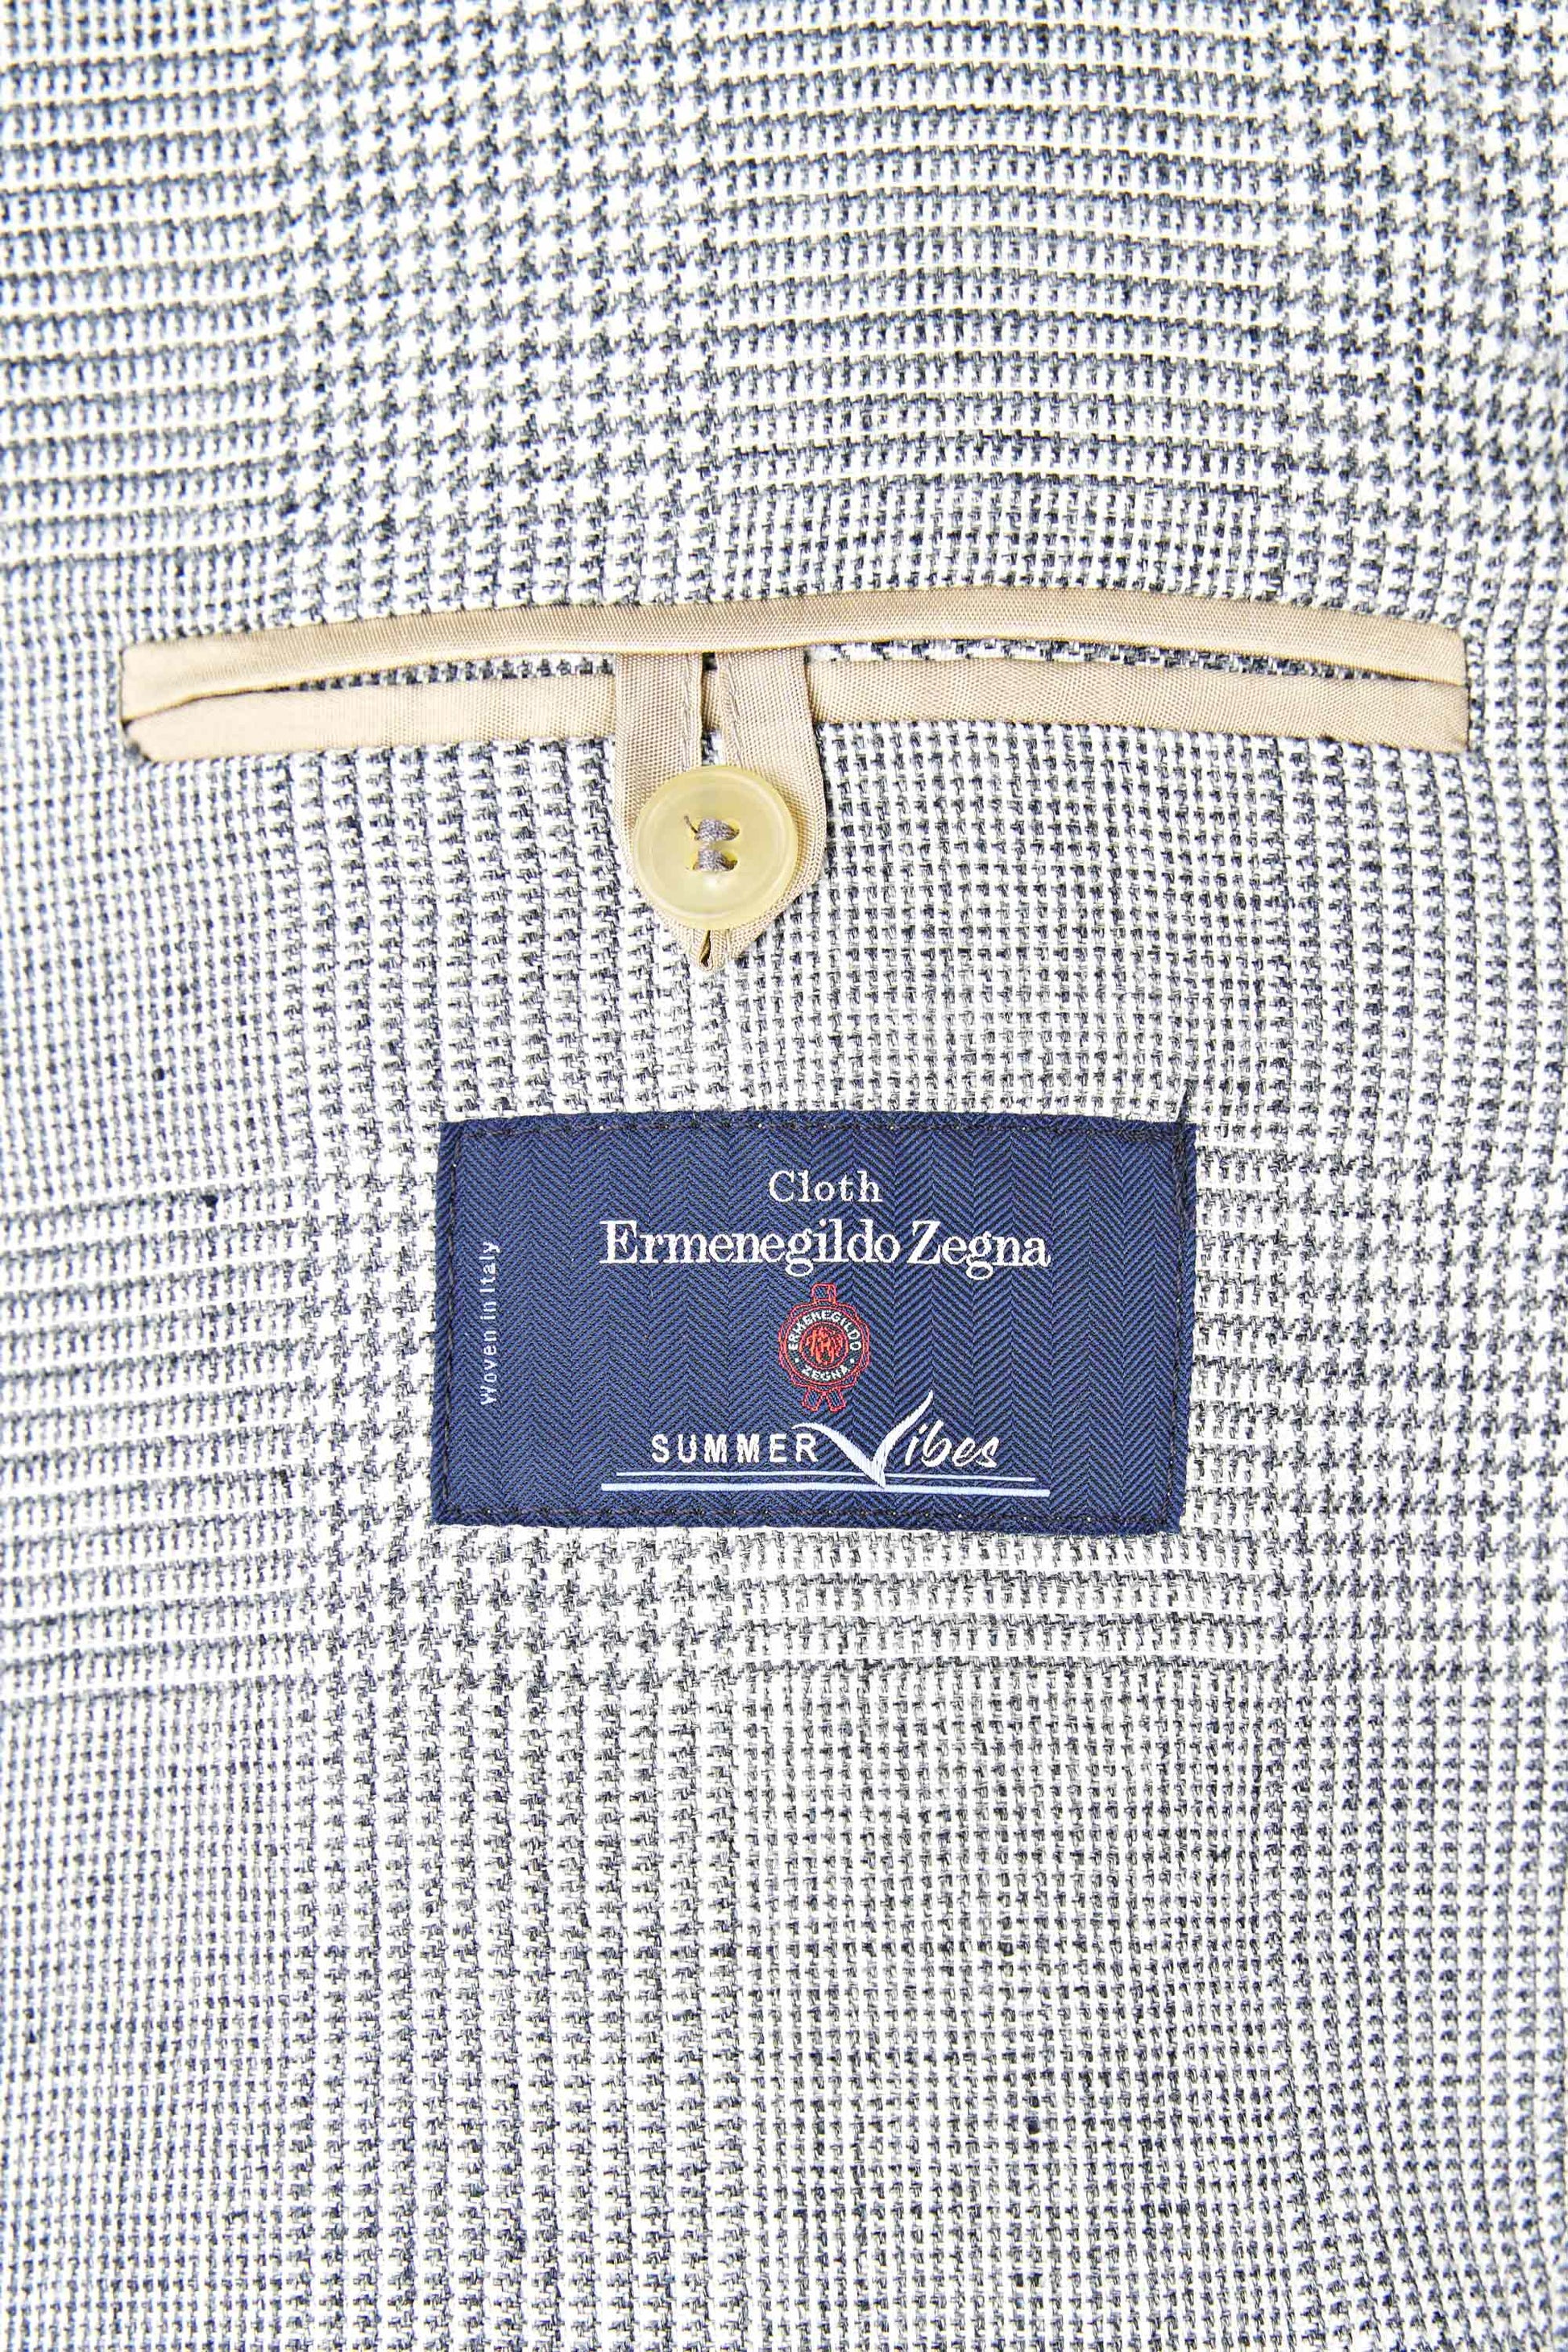 Cloth
Ermenegildo Zegna
ERMENEGILDO
ZEGNA
SUMMER Vibes
Woven in Italy